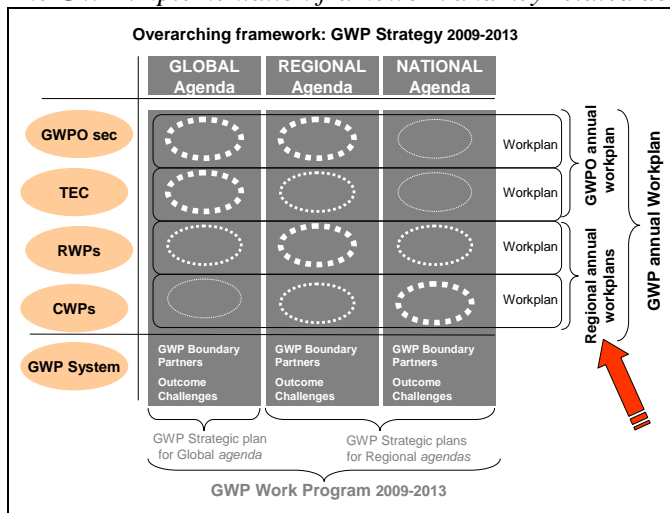 Overarching framework: GWP Strategy 2009-2013
GLOBAL
Agenda
REGIONAL
Agenda
NATIONAL
Agenda
GWPO sec
Workplan
TEC
Workplan
RWPs
Workplan
CWPs
Workplan
GWPO annual
workplan
Regional annual
workplans
GWP annual Workplan
GWP System
GWP Boundary
Partners
Outcome
Challenges
GWP Boundary
Partners
Outcome
Challenges
GWP Boundary
Partners
Outcome
Challenges
GWP Strategic plan
for Global agenda
GWP Strategic plans
for Regional agendas
GWP Work Program 2009-2013